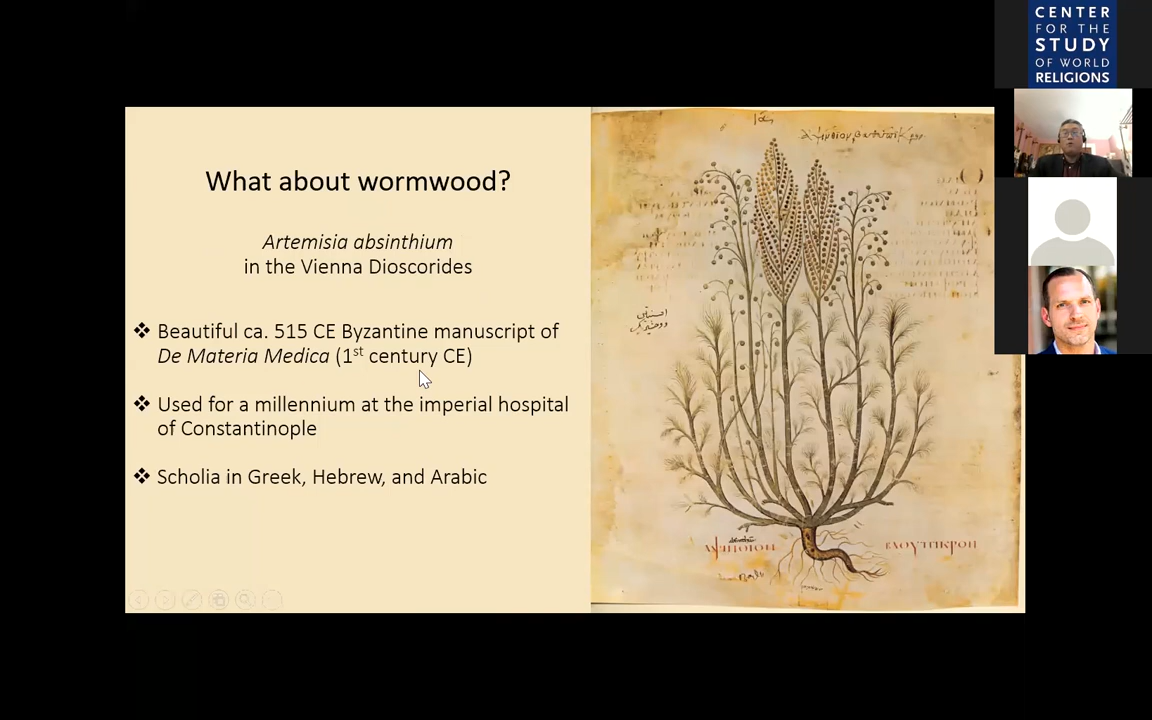 What about wormwood?
Artemisia absinthium
in the Vienna Dioscorides
❖ Beautiful ca. 515 CE Byzantine manuscript of
De Materia Medica (1st century CE)
❖ Used for a millennium at the imperial hospital
of Constantinople
❖ Scholia in Greek, Hebrew, and Arabic
CENTER
FOR THE
STUDY
OF WORLD
RELIGIONS